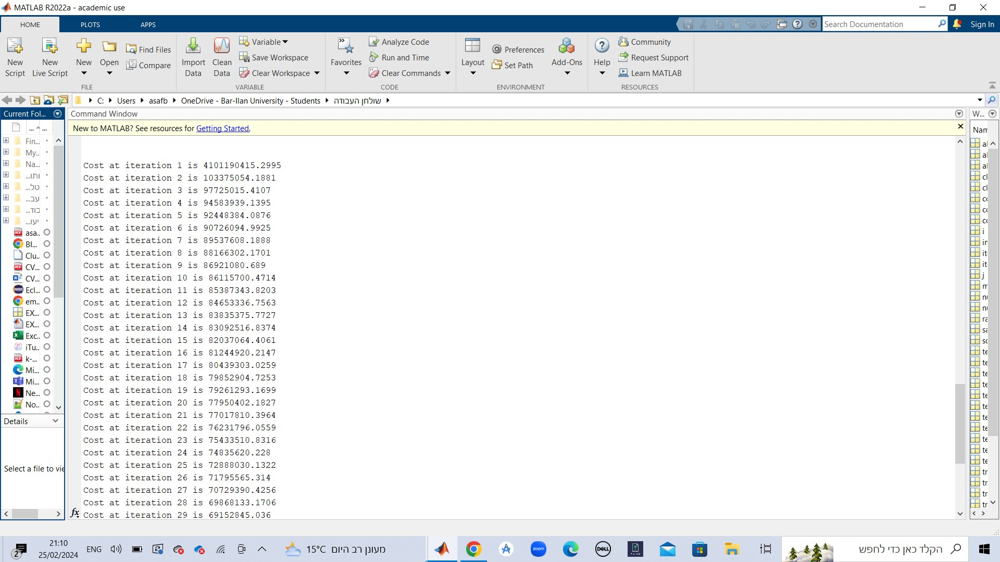 MATLAB R2022a - academic use
HOME
PLOTS
APPS
Search Documentation
Sign In
New Script
New Live Script
New
Open
Find Files
Compare
FILE
Import Data
Clean Data
Variable
Save Workspace
Clear Workspace
VARIABLE
Favorites
Analyze Code
Run and Time
Clear Commands
CODE
Layout
Preferences
Set Path
Add-Ons
ENVIRONMENT
Help
Community
Request Support
Learn MATLAB
RESOURCES
C: Users asafb OneDrive - Bar-Ilan University - Students שולחן העבודה
Current Fol...
Command Window
W...
New to MATLAB? See resources for Getting Started.
Nam
Fin...
My...
Na...
asa...
BI...
Clu...
CV...
CV...
Ecl...
em...
EX...
EX...
Exc...
iTu...
k-...
Mi...
Mi...
Ne...
No...
Details
Select a file to vie
Cost at iteration 1 is 4101190415.2995
Cost at iteration 2 is 103375054.1881
Cost at iteration 3 is 97725015.4107
Cost at iteration 4 is 94583939.1395
Cost at iteration 5 is 92448384.0876
Cost at iteration 6 is 90726094.9925
Cost at iteration 7 is 89537608.1888
Cost at iteration 8 is 88166302.1701
Cost at iteration 9 is 86921080.689
Cost at iteration 10 is 86115700.4714
Cost at iteration 11 is 85387343.8203
Cost at iteration 12 is 84653336.7563
Cost at iteration 13 is 83835375.7727
Cost at iteration 14 is 83092516.8374
Cost at iteration 15 is 82037064.4061
Cost at iteration 16 is 81244920.2147
Cost at iteration 17 is 80439303.0259
Cost at iteration 18 is 79852904.7253
Cost at iteration 19 is 79261293.1699
Cost at iteration 20 is 77950402.1827
Cost at iteration 21 is 77017810.3964
Cost at iteration 22 is 76231796.0559
Cost at iteration 23 is 75433510.8316
Cost at iteration 24 is 74835620.228
Cost at iteration 25 is 72888030.1322
Cost at iteration 26 is 71795565.314
Cost at iteration 27 is 70729390.4256
Cost at iteration 28 is 69868133.1706
Cost at iteration 29 is 69152845.036
fx
2
21:10
25/02/2024
ENG
15°C מעונן רב היום
zoom
DELL
הקלד כאן כדי לחפש